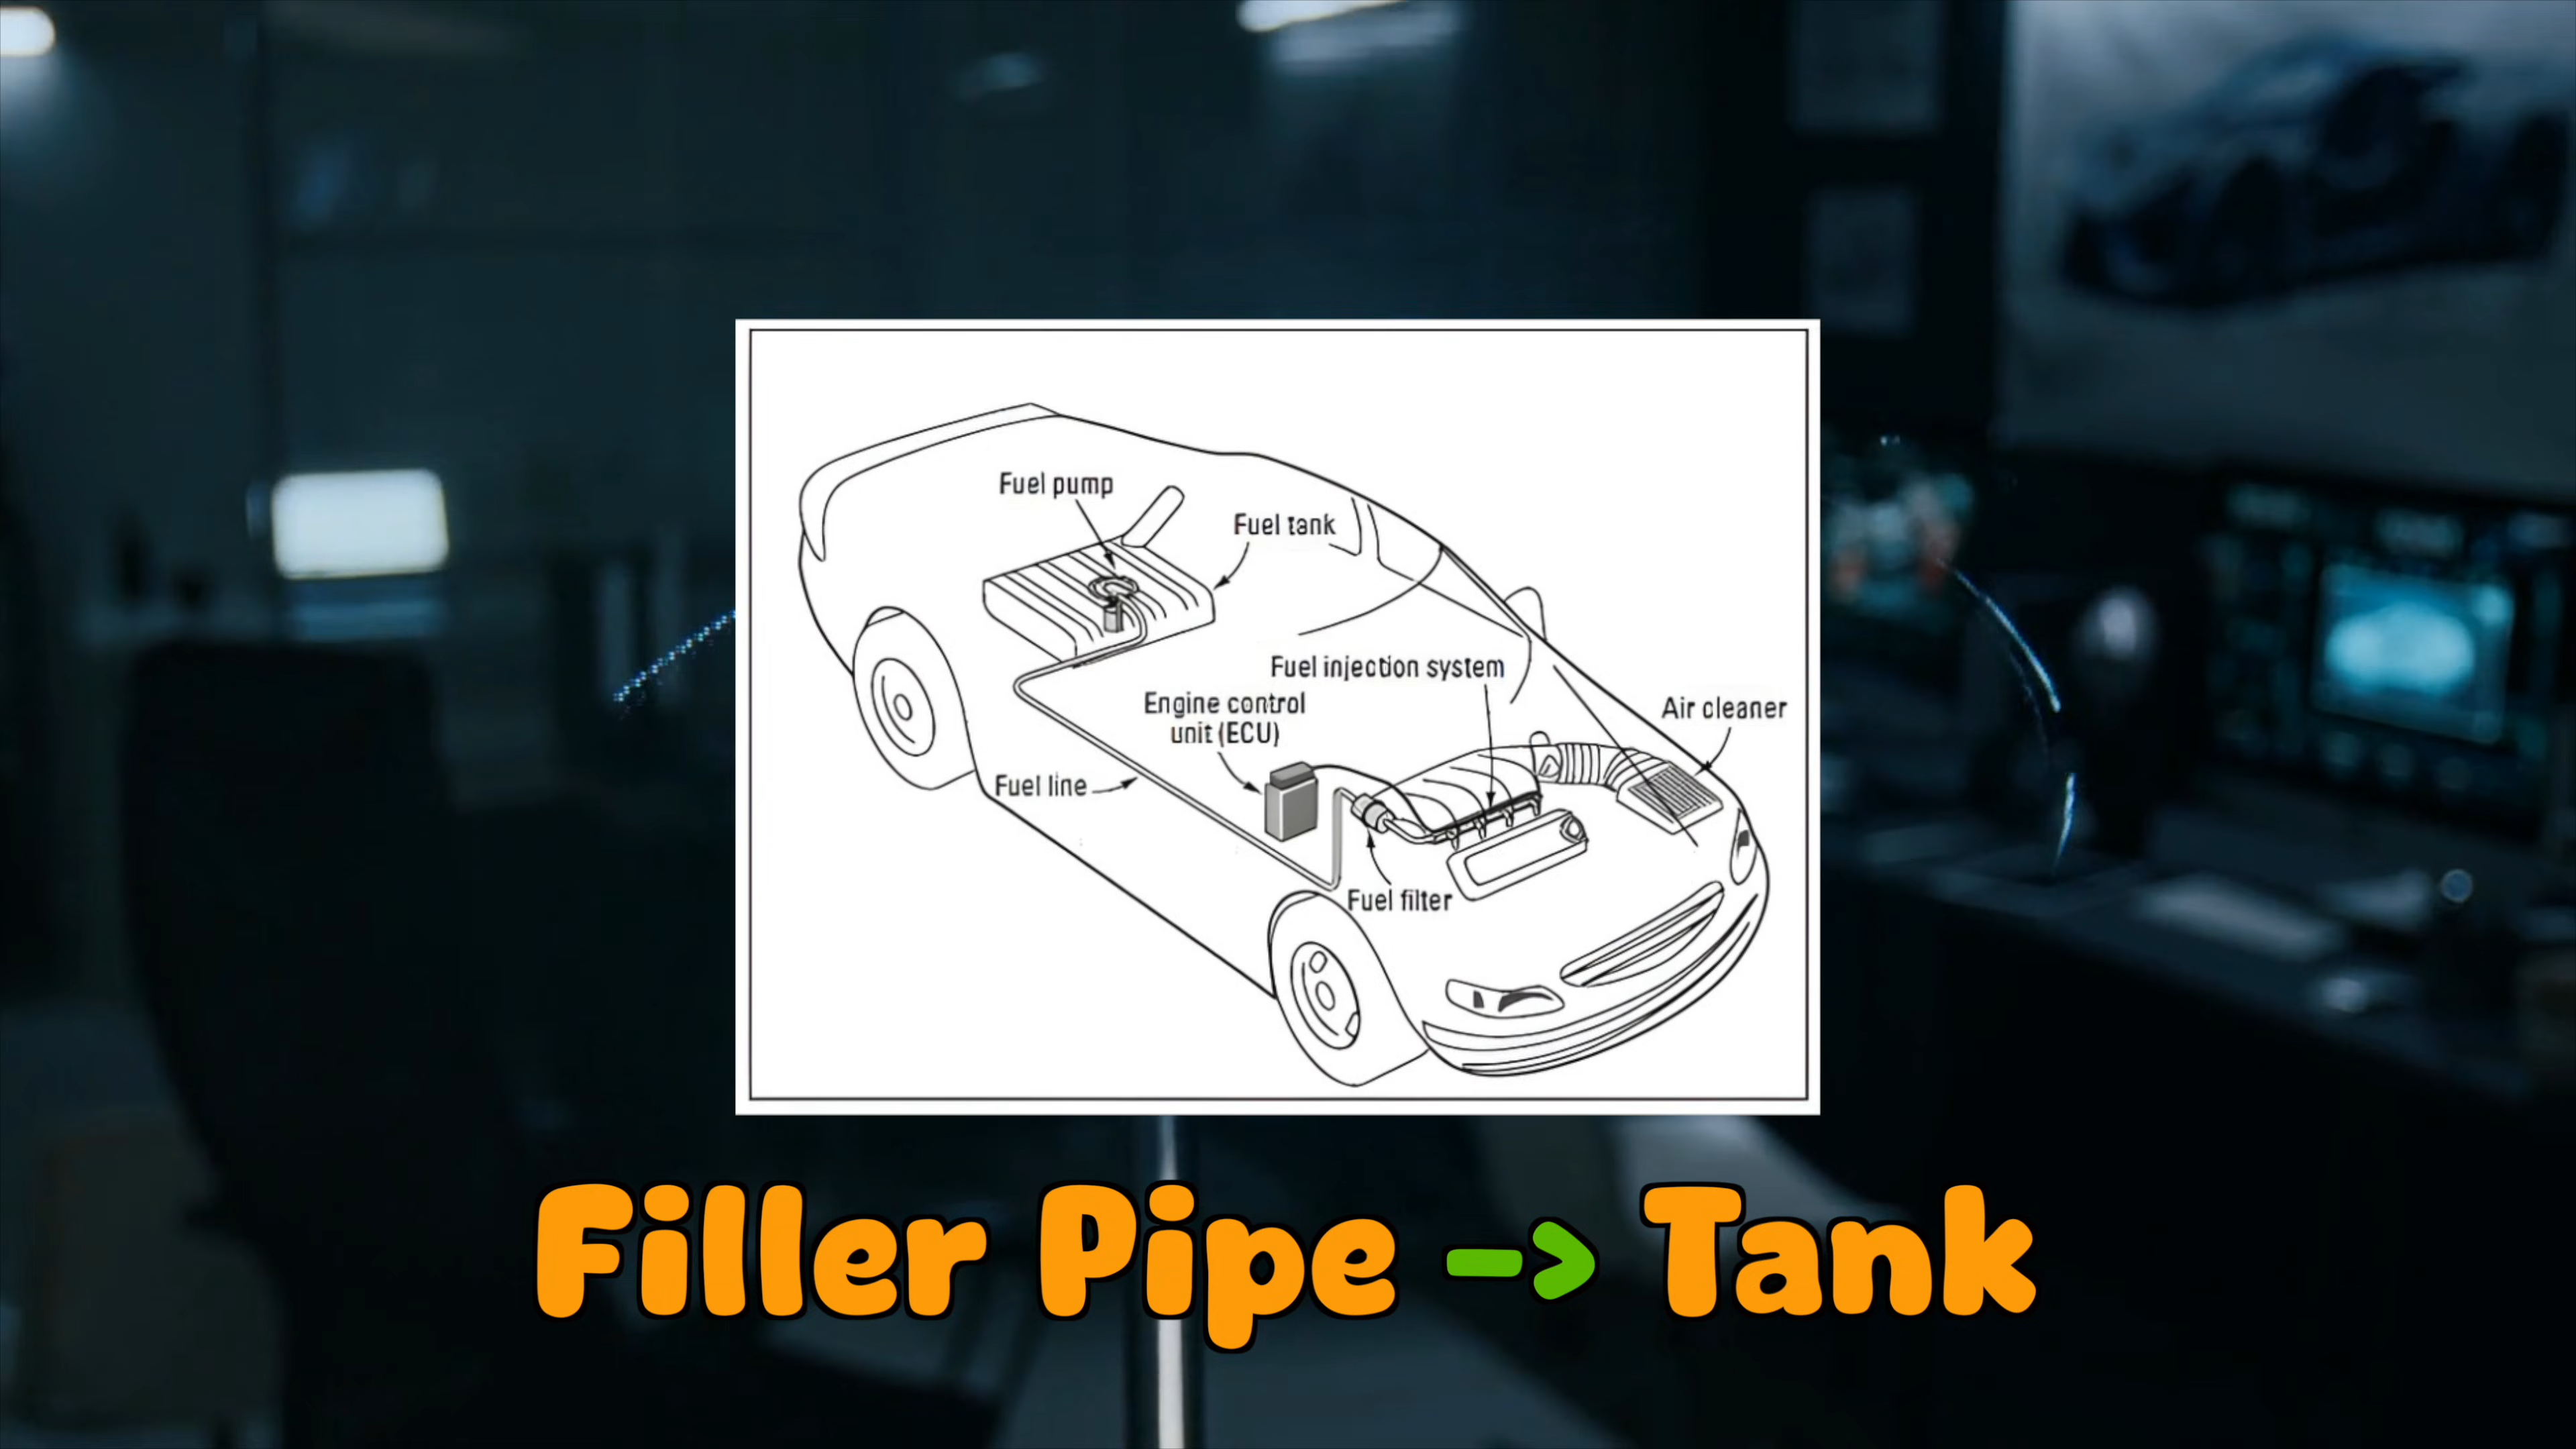 Fuel pump
Fuel tank
Fuel injection system
Engine control
unit (ECU)
Air cleaner
Fuel line
Fuel filter
Filler Pipe -> Tank